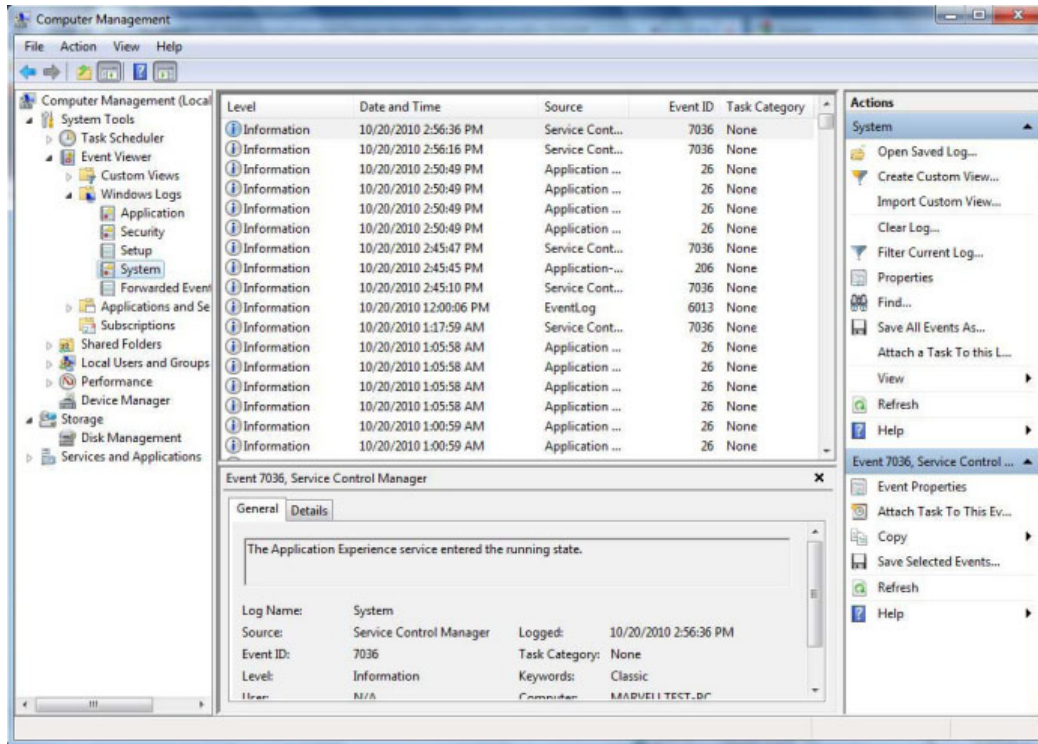 Computer Management
File Action View Help
Computer Management (Local
System Tools
Task Scheduler
Event Viewer
Custom Views
Windows Logs
Application
Security
Setup
System
Forwarded Event
Applications and Se
Subscriptions
Shared Folders
Local Users and Groups
Performance
Device Manager
Storage
Disk Management
Services and Applications
Level Date and Time Source Event ID Task Category
Information 10/20/2010 2:56:36 PM Service Cont... 7036 None
Information 10/20/2010 2:56:16 PM Service Cont... 7036 None
Information 10/20/2010 2:50:49 PM Application ... 26 None
Information 10/20/2010 2:50:49 PM Application ... 26 None
Information 10/20/2010 2:50:49 PM Application ... 26 None
Information 10/20/2010 2:50:49 PM Application ... 26 None
Information 10/20/2010 2:45:47 PM Service Cont... 7036 None
Information 10/20/2010 2:45:45 PM Application-... 206 None
Information 10/20/2010 2:45:10 PM Service Cont... 7036 None
Information 10/20/2010 12:00:06 PM EventLog 6013 None
Information 10/20/2010 1:17:59 AM Service Cont... 7036 None
Information 10/20/2010 1:05:58 AM Application ... 26 None
Information 10/20/2010 1:05:58 AM Application ... 26 None
Information 10/20/2010 1:05:58 AM Application ... 26 None
Information 10/20/2010 1:05:58 AM Application ... 26 None
Information 10/20/2010 1:00:59 AM Application ... 26 None
Information 10/20/2010 1:00:59 AM Application ... 26 None
Event 7036, Service Control Manager
General Details
The Application Experience service entered the running state.
Log Name: System
Source: Service Control Manager Logged: 10/20/2010 2:56:36 PM
Event ID: 7036 Task Category: None
Level: Information Keywords: Classic
User: N/A Computer: MARVELLTEST-PC
Actions
System
Open Saved Log...
Create Custom View...
Import Custom View...
Clear Log...
Filter Current Log...
Properties
Find...
Save All Events As...
Attach a Task To this L...
View
Refresh
Help
Event 7036, Service Control ...
Event Properties
Attach Task To This Ev...
Copy
Save Selected Events...
Refresh
Help